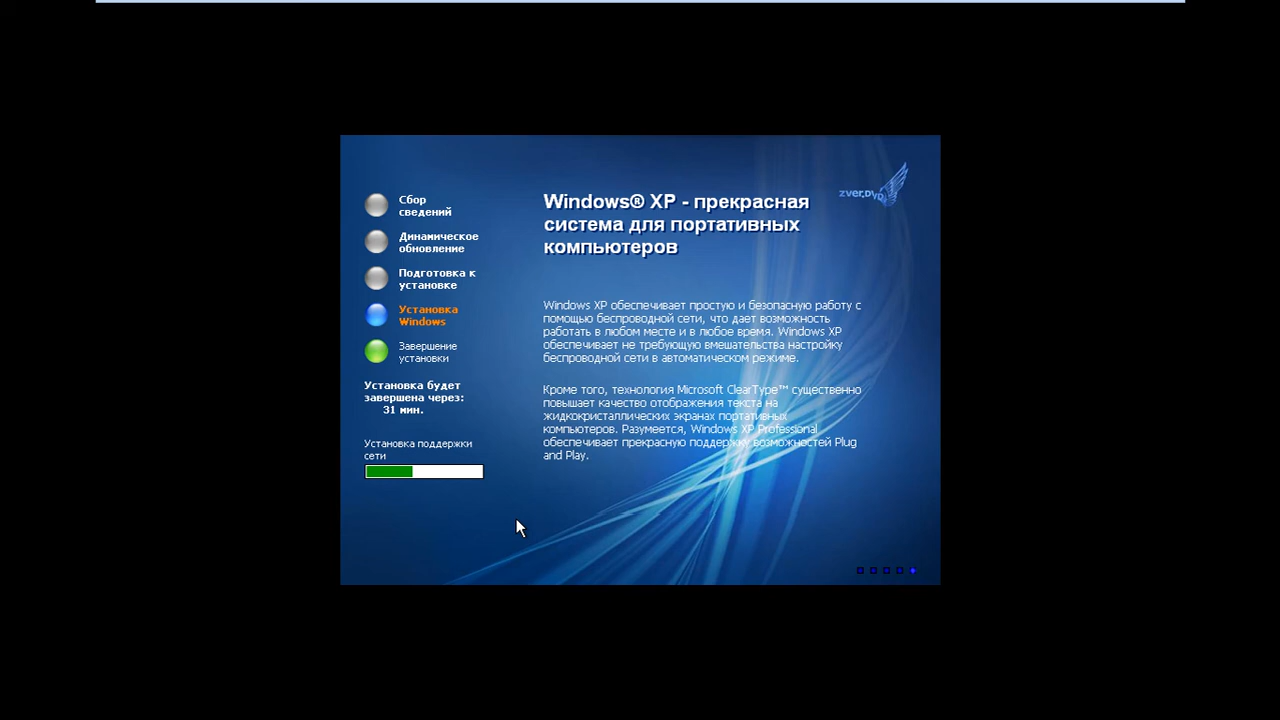 Сбор
сведений
Динамическое
обновление
Подготовка к
установке
Установка
Windows
Завершение
установки
Установка будет
завершена через:
31 мин.
Установка поддержки
сети
zver.DVD
Windows® XP - прекрасная
система для портативных
компьютеров
Windows XP обеспечивает простую и безопасную работу с
помощью беспроводной сети, что дает возможность
работать в любом месте и в любое время. Windows XP
обеспечивает не требующую вмешательства настройку
беспроводной сети в автоматическом режиме.
Кроме того, технология Microsoft ClearType™ существенно
повышает качество отображения текста на
жидкокристаллических экранах портативных
компьютеров. Разумеется, Windows XP Professional
обеспечивает прекрасную поддержку возможностей Plug
and Play.